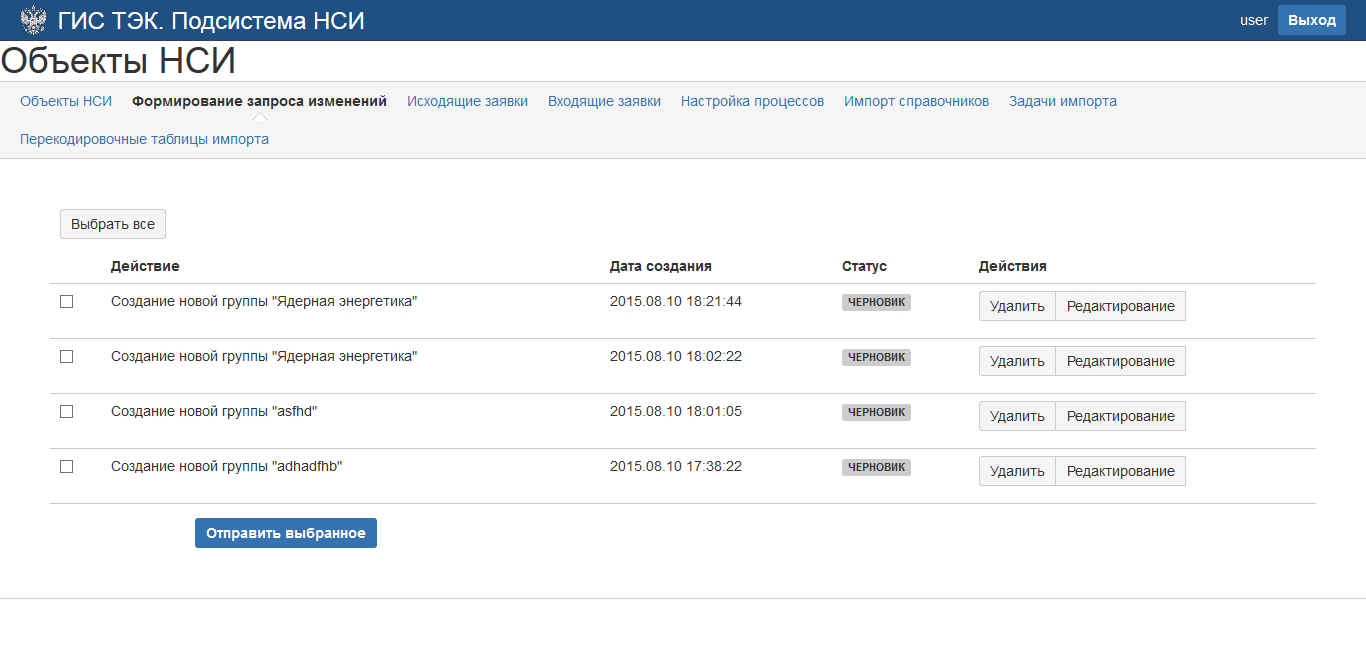 ГИС ТЭК. Подсистема НСИ user Выход
Объекты НСИ
Объекты НСИ Формирование запроса изменений Исходящие заявки Входящие заявки Настройка процессов Импорт справочников Задачи импорта
Перекодировочные таблицы импорта
Выбрать все
Действие Дата создания Статус Действия
Создание новой группы "Ядерная энергетика" 2015.08.10 18:21:44 ЧЕРНОВИК Удалить Редактирование
Создание новой группы "Ядерная энергетика" 2015.08.10 18:02:22 ЧЕРНОВИК Удалить Редактирование
Создание новой группы "asfhd" 2015.08.10 18:01:05 ЧЕРНОВИК Удалить Редактирование
Создание новой группы "adhadfhb" 2015.08.10 17:38:22 ЧЕРНОВИК Удалить Редактирование
Отправить выбранное